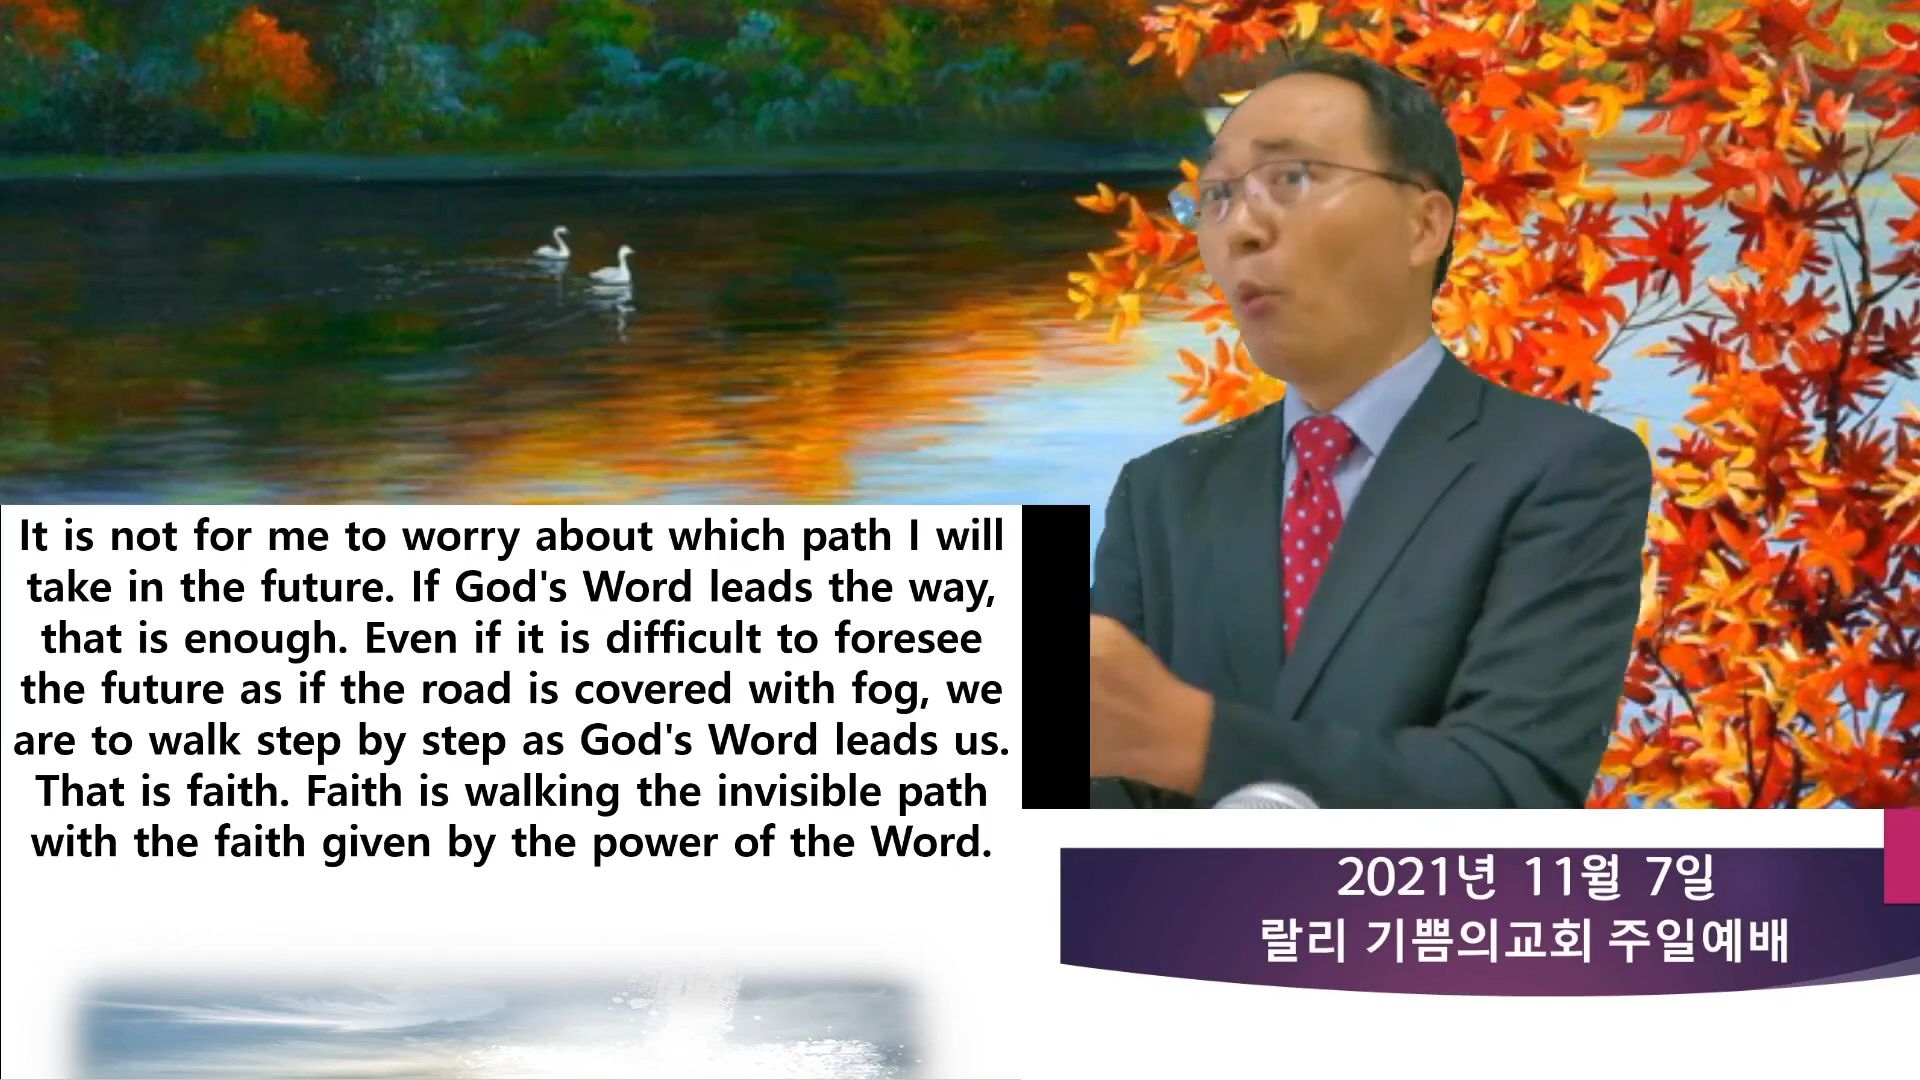 It is not for me to worry about which path I will
take in the future. If God's Word leads the way,
that is enough. Even if it is difficult to foresee
the future as if the road is covered with fog, we
are to walk step by step as God's Word leads us.
That is faith. Faith is walking the invisible path
with the faith given by the power of the Word.
2021년 11월 7일
랄리 기쁨의교회 주일예배